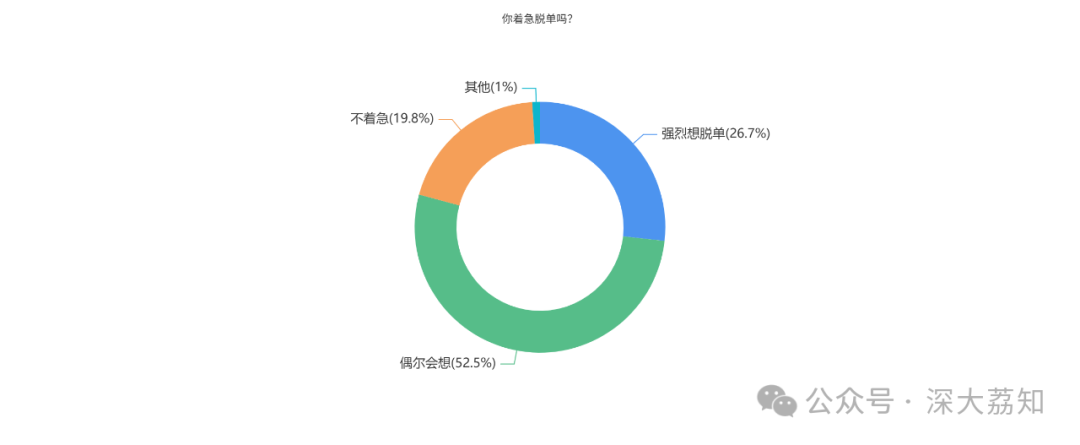 你着急脱单吗?
其他(1%)
不着急(19.8%)
强烈想脱单(26.7%)
偶尔会想(52.5%)
公众号 · 深大荔知